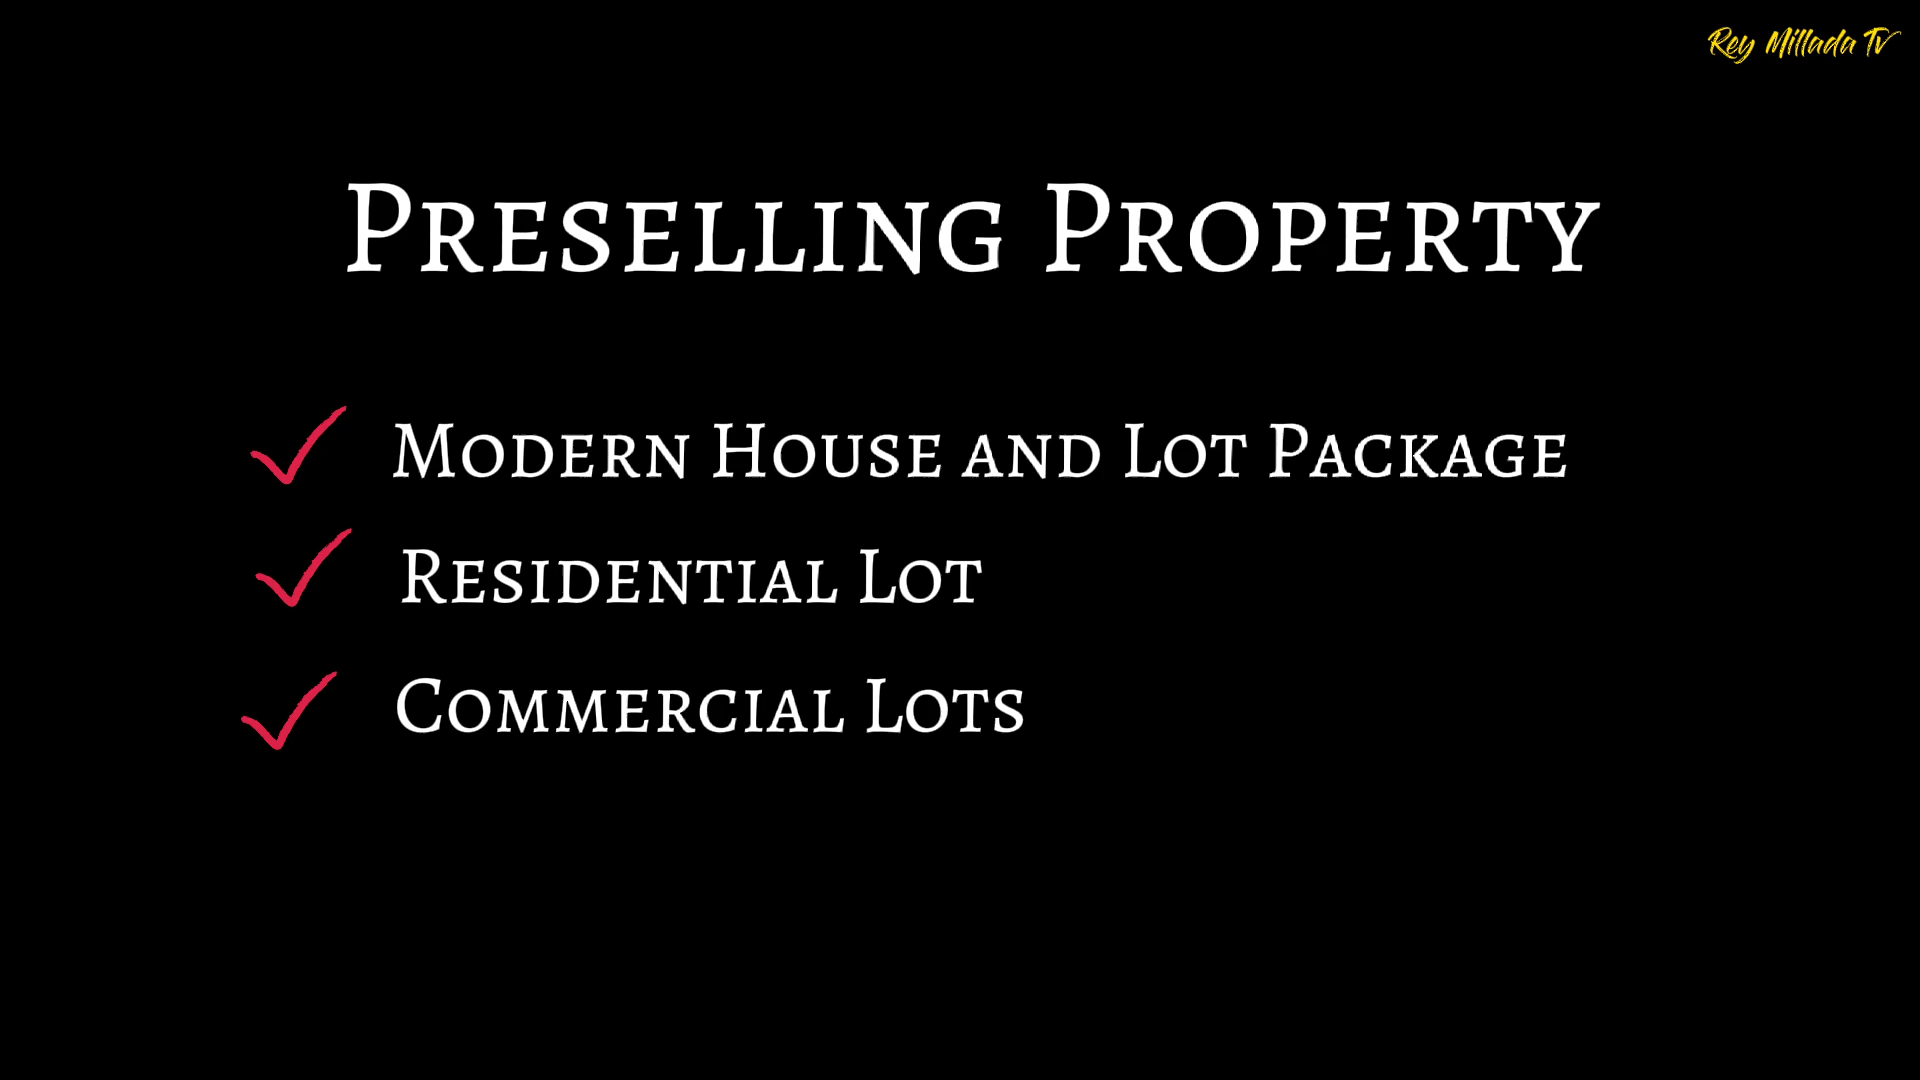 Rey Millada Tv
Preselling Property
Modern House and Lot Package
Residential Lot
Commercial Lots